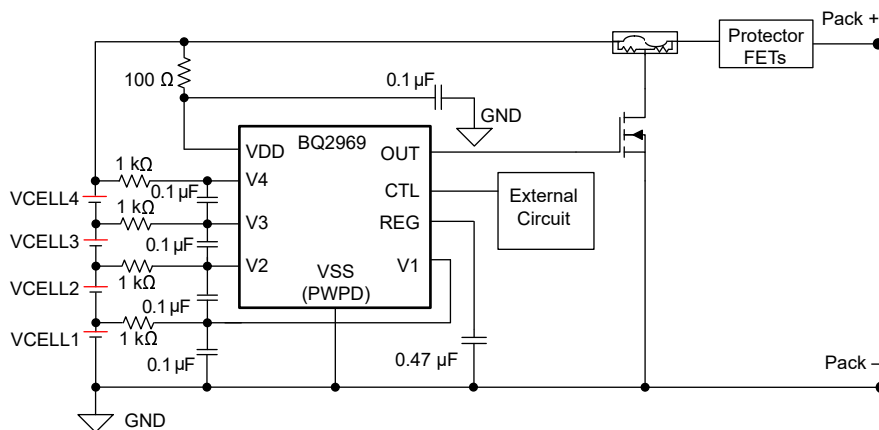 Pack +
Protector
FETs
100 Ω
0.1 µF
GND
BQ2969
VDD
OUT
1 kΩ
V4
0.1 µF
CTL
External
Circuit
VCELL4
1 kΩ
V3
REG
VCELL3
0.1 µF
V2
VSS
(PWPD)
V1
1 kΩ
VCELL2
0.1 µF
VCELL1
1 kΩ
0.1 µF
0.47 µF
Pack –
GND